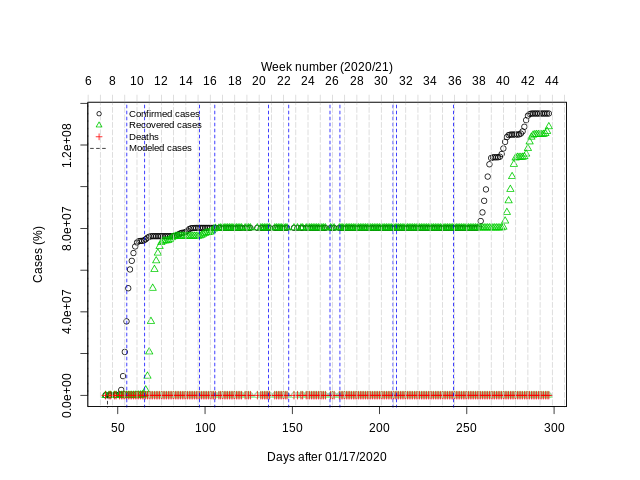 Week number (2020/21)
6 8 10 12 14 16 18 20 22 24 26 28 30 32 34 36 38 40 42 44
Confirmed cases
Recovered cases
Deaths
Modeled cases
Cases (%)
1.2e+08
8.0e+07
4.0e+07
0.0e+00
50 100 150 200 250 300
Days after 01/17/2020